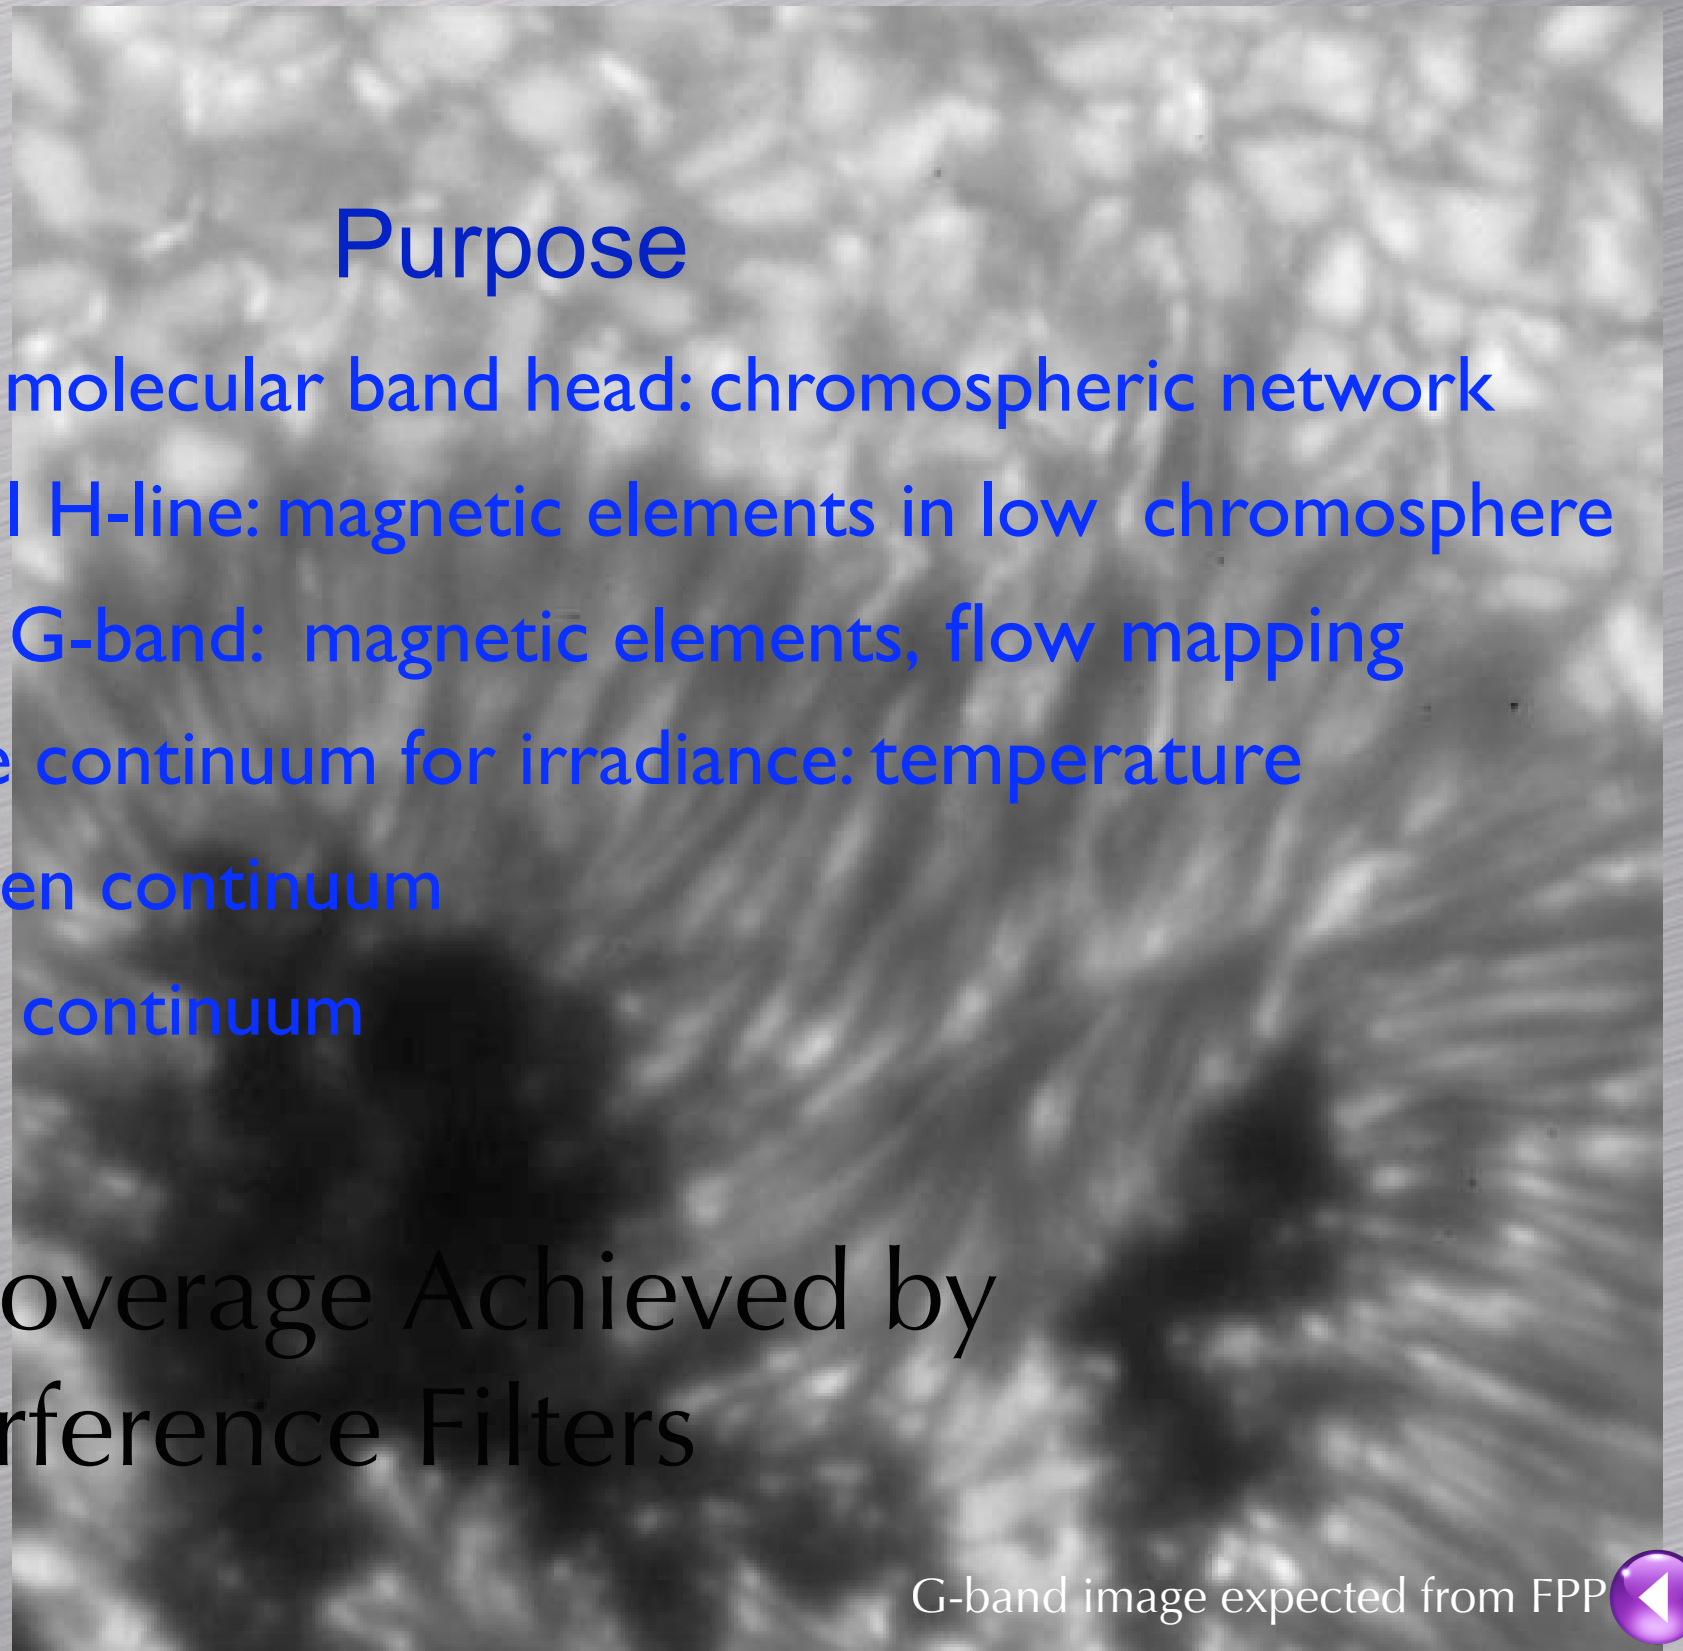 Purpose
molecular band head: chromospheric network
H-line: magnetic elements in low chromosphere
G-band: magnetic elements, flow mapping
continuum for irradiance: temperature
en continuum
continuum
overage Achieved by
rference Filters
G-band image expected from FPP